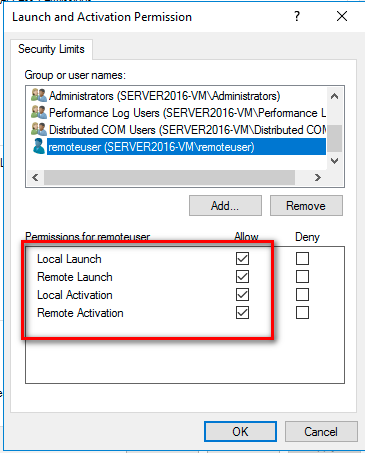 Launch and Activation Permission
Security Limits
Group or user names:
Administrators (SERVER2016-VM\Administrators)
Performance Log Users (SERVER2016-VM\Performance L
Distributed COM Users (SERVER2016-VM\Distributed COM
remoteuser (SERVER2016-VM\remoteuser)
Add... Remove
Permissions for remoteuser Allow Deny
Local Launch
Remote Launch
Local Activation
Remote Activation
OK Cancel